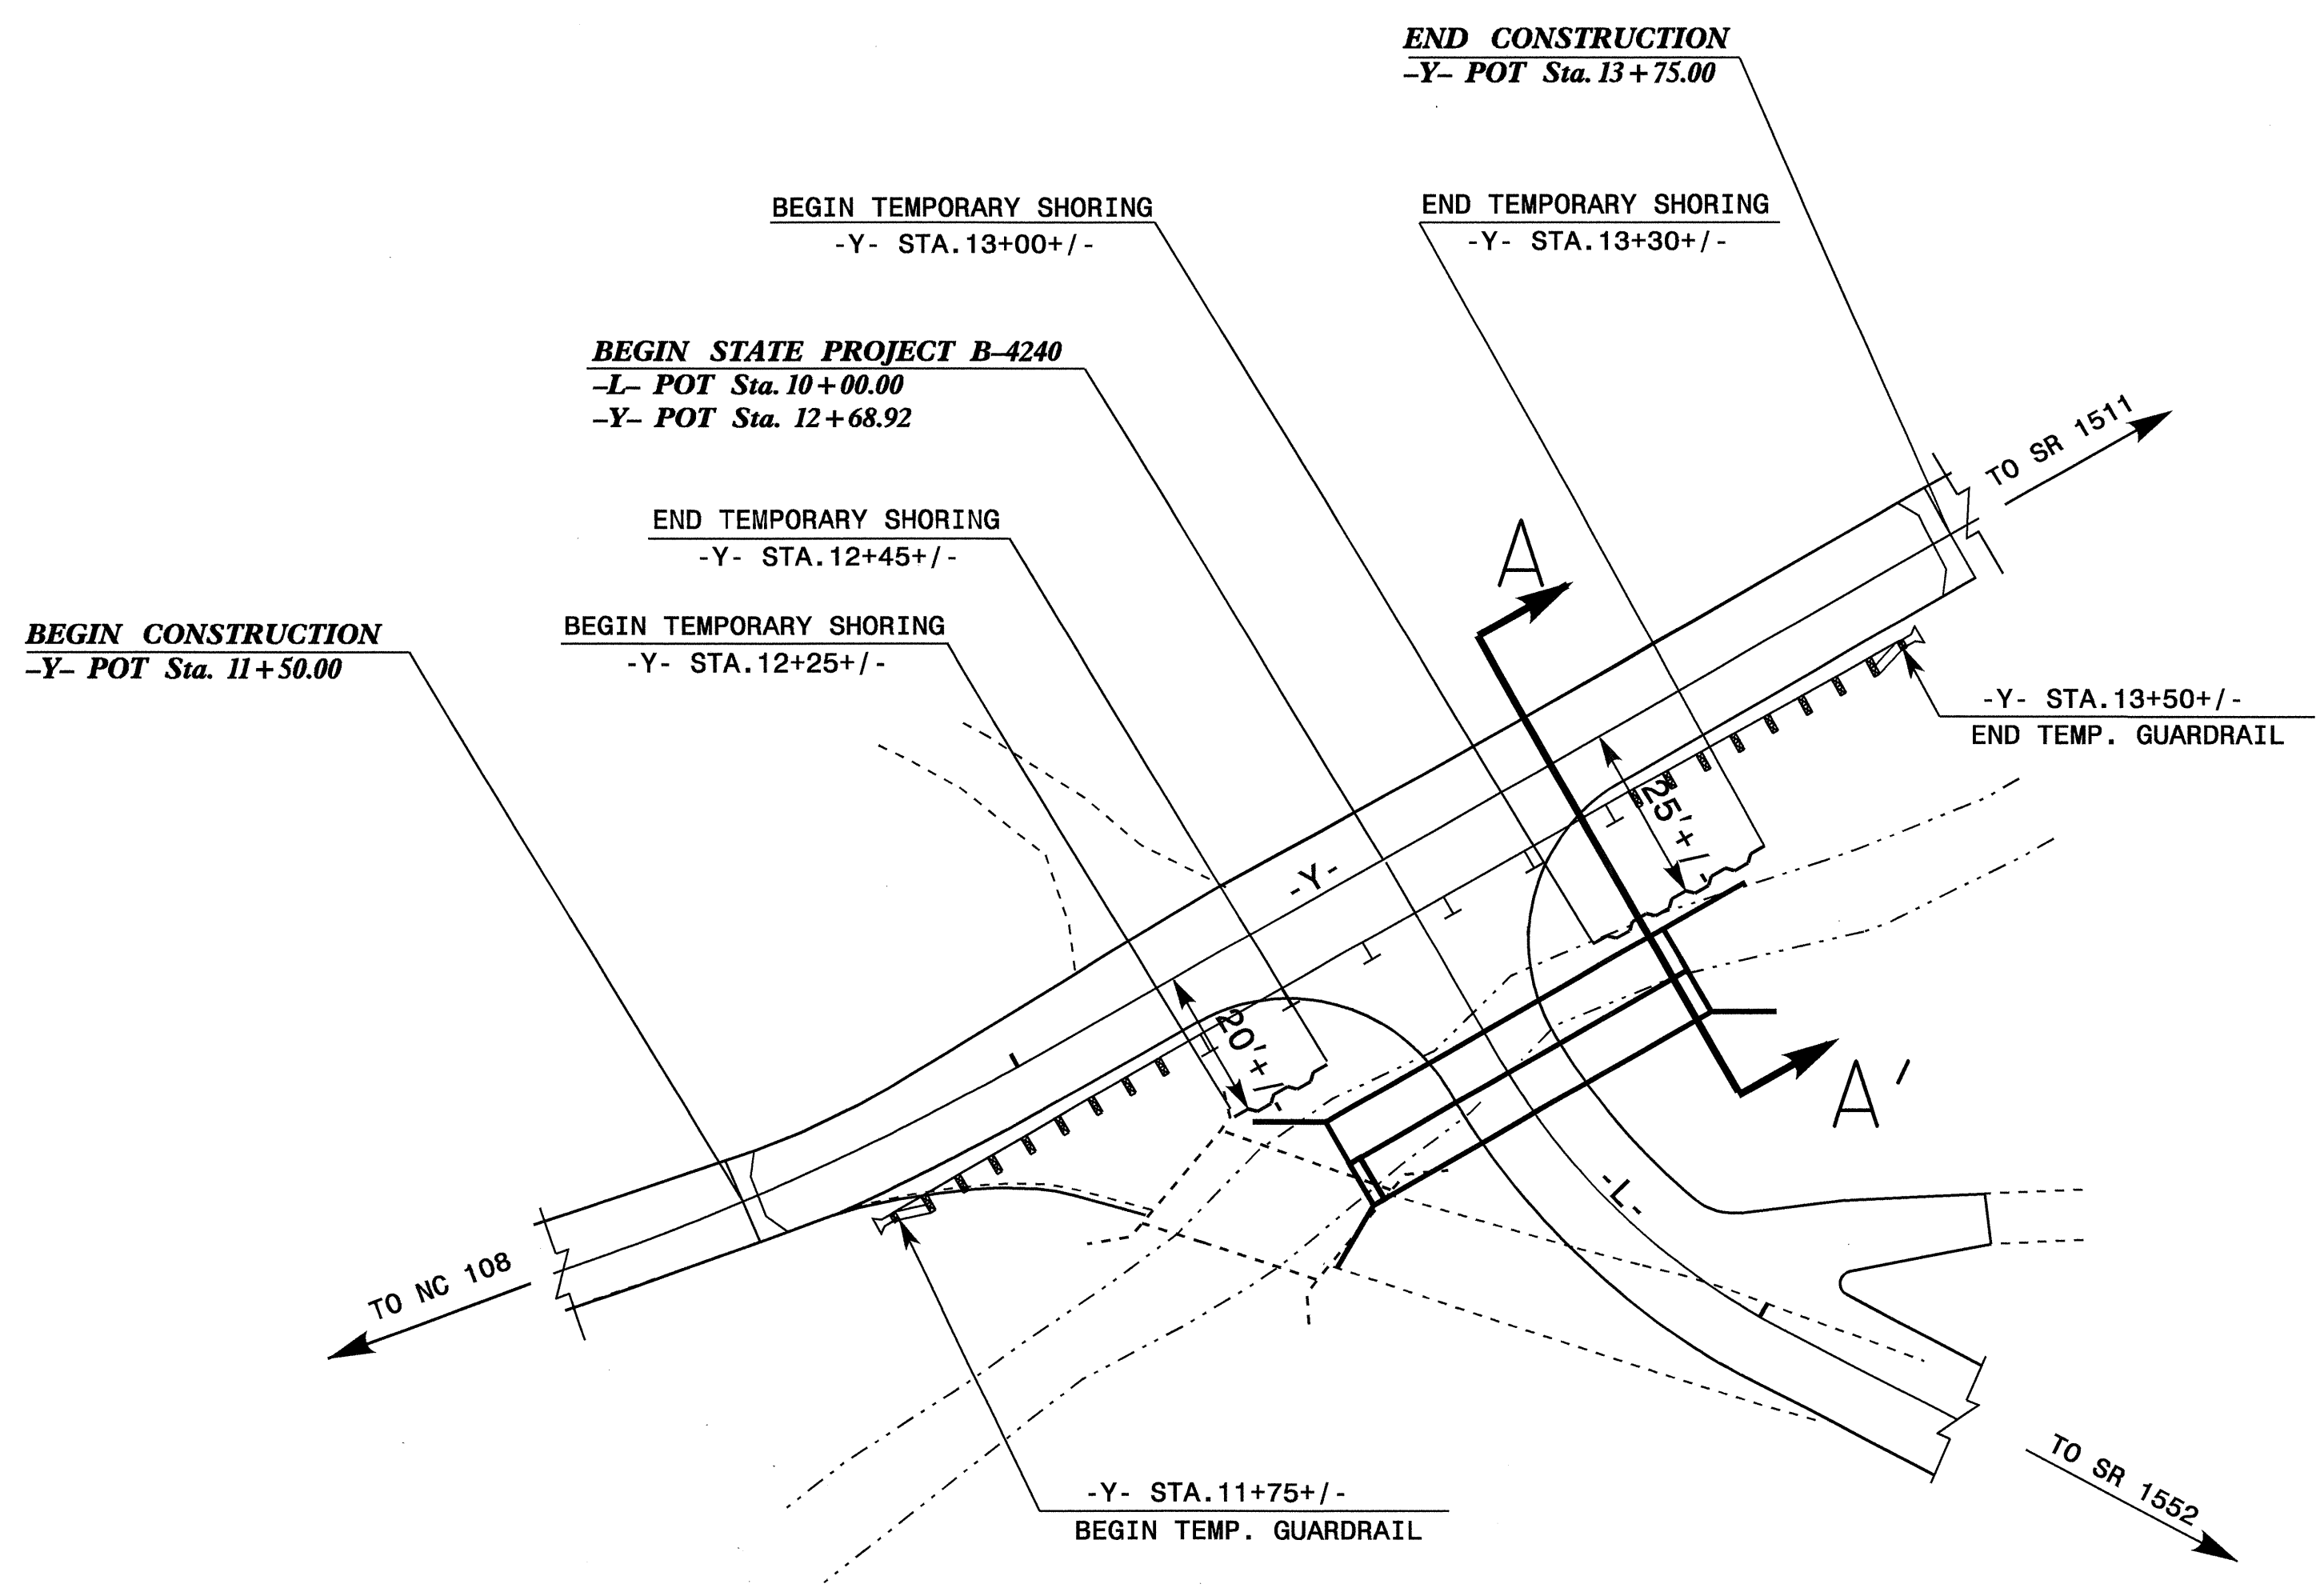 END CONSTRUCTION
-Y- POT Sta. 13+75.00
BEGIN TEMPORARY SHORING
-Y- STA.13+00+/-
END TEMPORARY SHORING
-Y- STA.13+30+/-
BEGIN STATE PROJECT B-4240
-L- POT Sta. 10+00.00
-Y- POT Sta. 12+68.92
TO SR 1511
END TEMPORARY SHORING
-Y- STA.12+45+/-
A
BEGIN CONSTRUCTION
-Y- POT Sta. 11+50.00
BEGIN TEMPORARY SHORING
-Y- STA.12+25+/-
-Y- STA.13+50+/-
END TEMP. GUARDRAIL
25'+/-
-Y-
20'+/-
A'
-L-
TO NC 108
-Y- STA.11+75+/-
BEGIN TEMP. GUARDRAIL
TO SR 1552